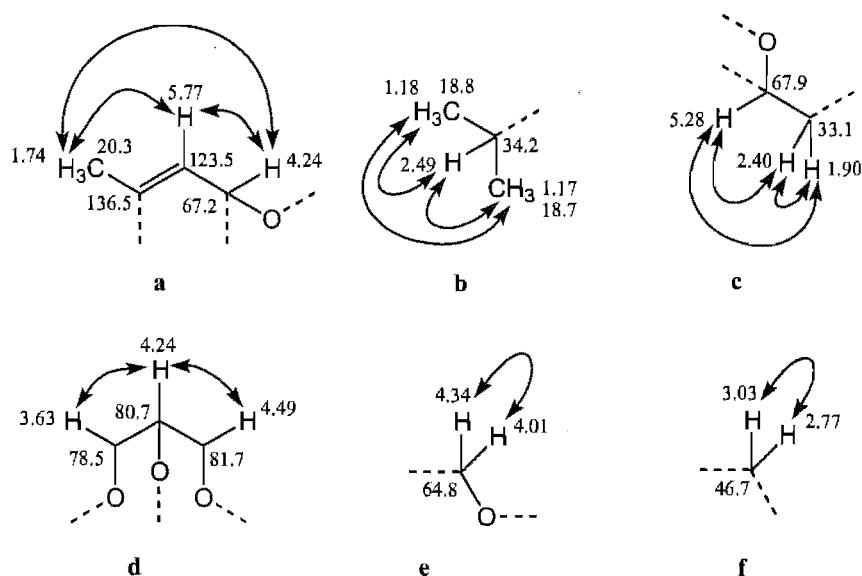 5.77
H
1.74 H3C 20.3 123.5 H 4.24
136.5 67.2 O
a
1.18 18.8
H3C
2.49 H 34.2
CH3 1.17
18.7
b
O
67.9
5.28 H 33.1
2.40 H H 1.90
c
4.24
H
3.63 H 80.7 H 4.49
78.5 O 81.7
O O
d
4.34
H H 4.01
64.8
O
e
3.03
H H 2.77
46.7
f